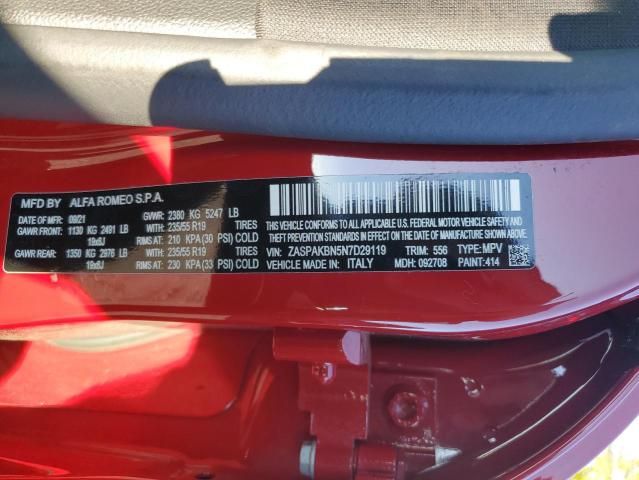 MFD BY ALFA ROMEO S.P.A.
DATE OF MFR: 09/21 GVWR: 2380 KG 5247 LB
GAWR FRONT: 1130 KG 2491 LB WITH: 235/55 R19 TIRES
19x8J RIMS AT: 210 KPA(30 PSI) COLD
GAWR REAR: 1350 KG 2976 LB WITH: 235/55 R19 TIRES
19x8J RIMS AT: 230 KPA(33 PSI) COLD
THIS VEHICLE CONFORMS TO ALL APPLICABLE U.S. FEDERAL MOTOR VEHICLE SAFETY AND
THEFT PREVENTION STANDARDS IN EFFECT ON THE DATE OF MANUFACTURE SHOWN ABOVE
VIN: ZASPAKBN5N7D29119 TRIM: 556 TYPE: MPV
VEHICLE MADE IN: ITALY MDH: 092708 PAINT: 414